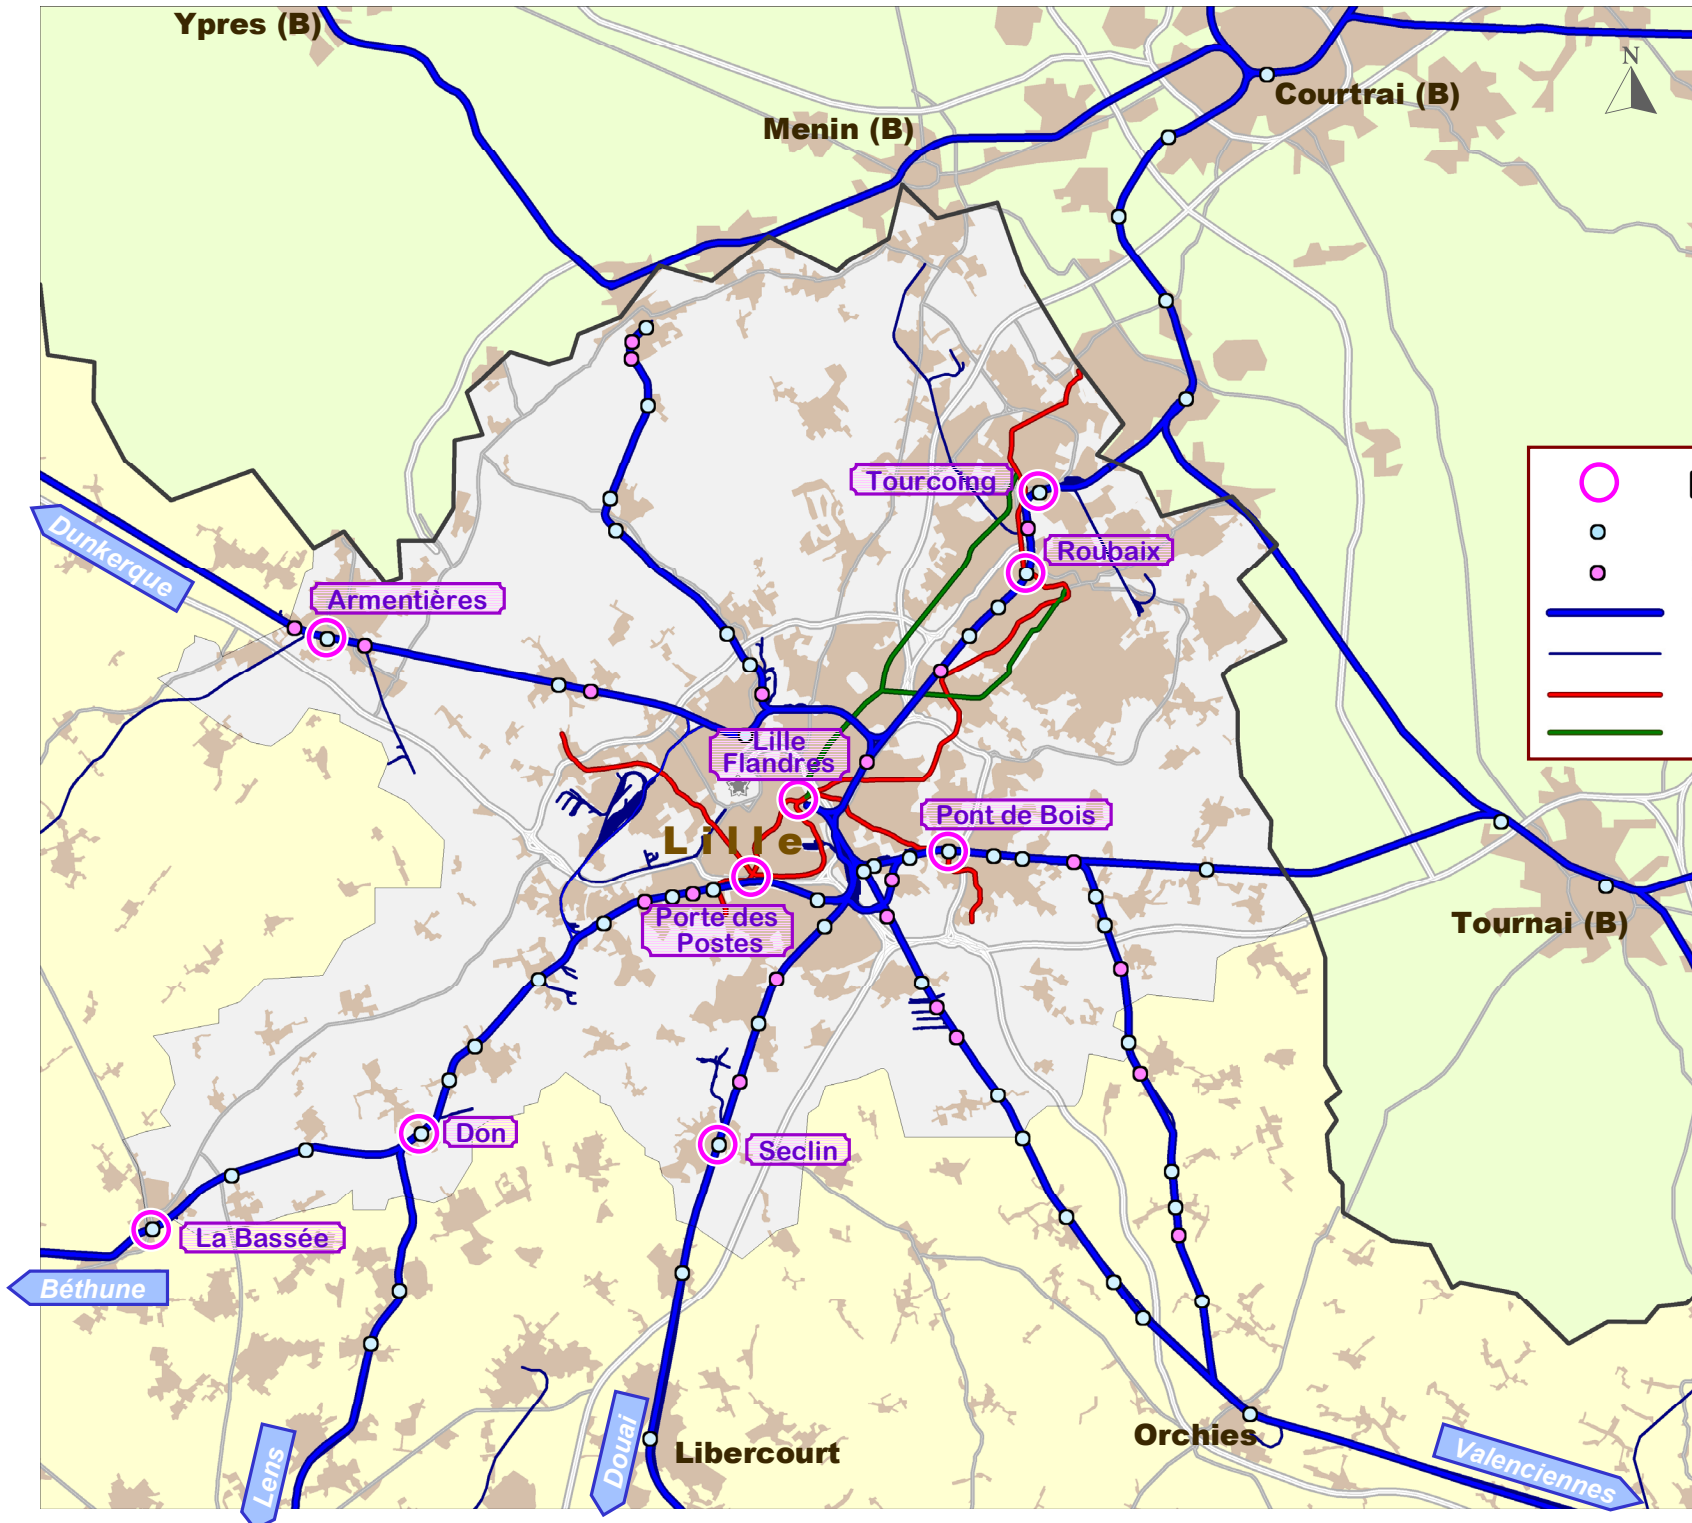 Ypres (B)
N
Courtrai (B)
Menin (B)
Tourcoing
Dunkerque
Roubaix
Armentières
Lille
Flandres
Pont de Bois
Lille
Porte des
Postes
Tournai (B)
Don
Seclin
La Bassée
Béthune
Orchies
Libercourt
Douai
Lens
Valenciennes